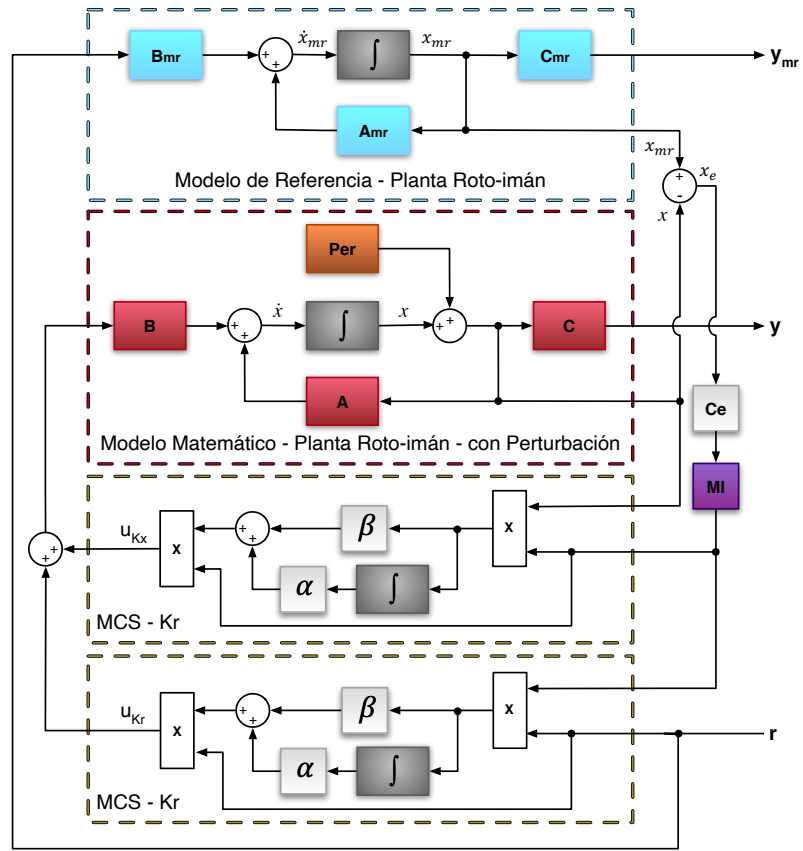 Bmr
+
+
ẋmr
∫
xmr
Cmr
ymr
Amr
Modelo de Referencia - Planta Roto-imán
xmr
+
-
xe
x
Per
B
+
+
ẋ
∫
x
+
+
C
y
A
Modelo Matemático - Planta Roto-imán - con Perturbación
Ce
MI
uKx
x
+
+
β
x
α
∫
+
+
MCS - Kr
uKr
x
+
+
β
x
α
∫
r
MCS - Kr